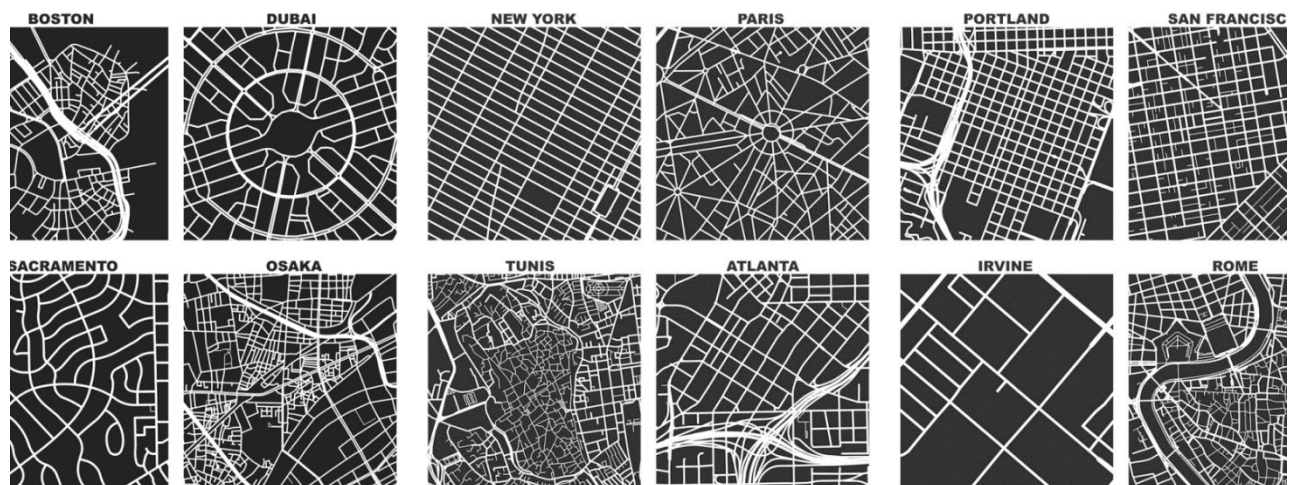 BOSTON
DUBAI
NEW YORK
PARIS
PORTLAND
SAN FRANCISC
SACRAMENTO
OSAKA
TUNIS
ATLANTA
IRVINE
ROME